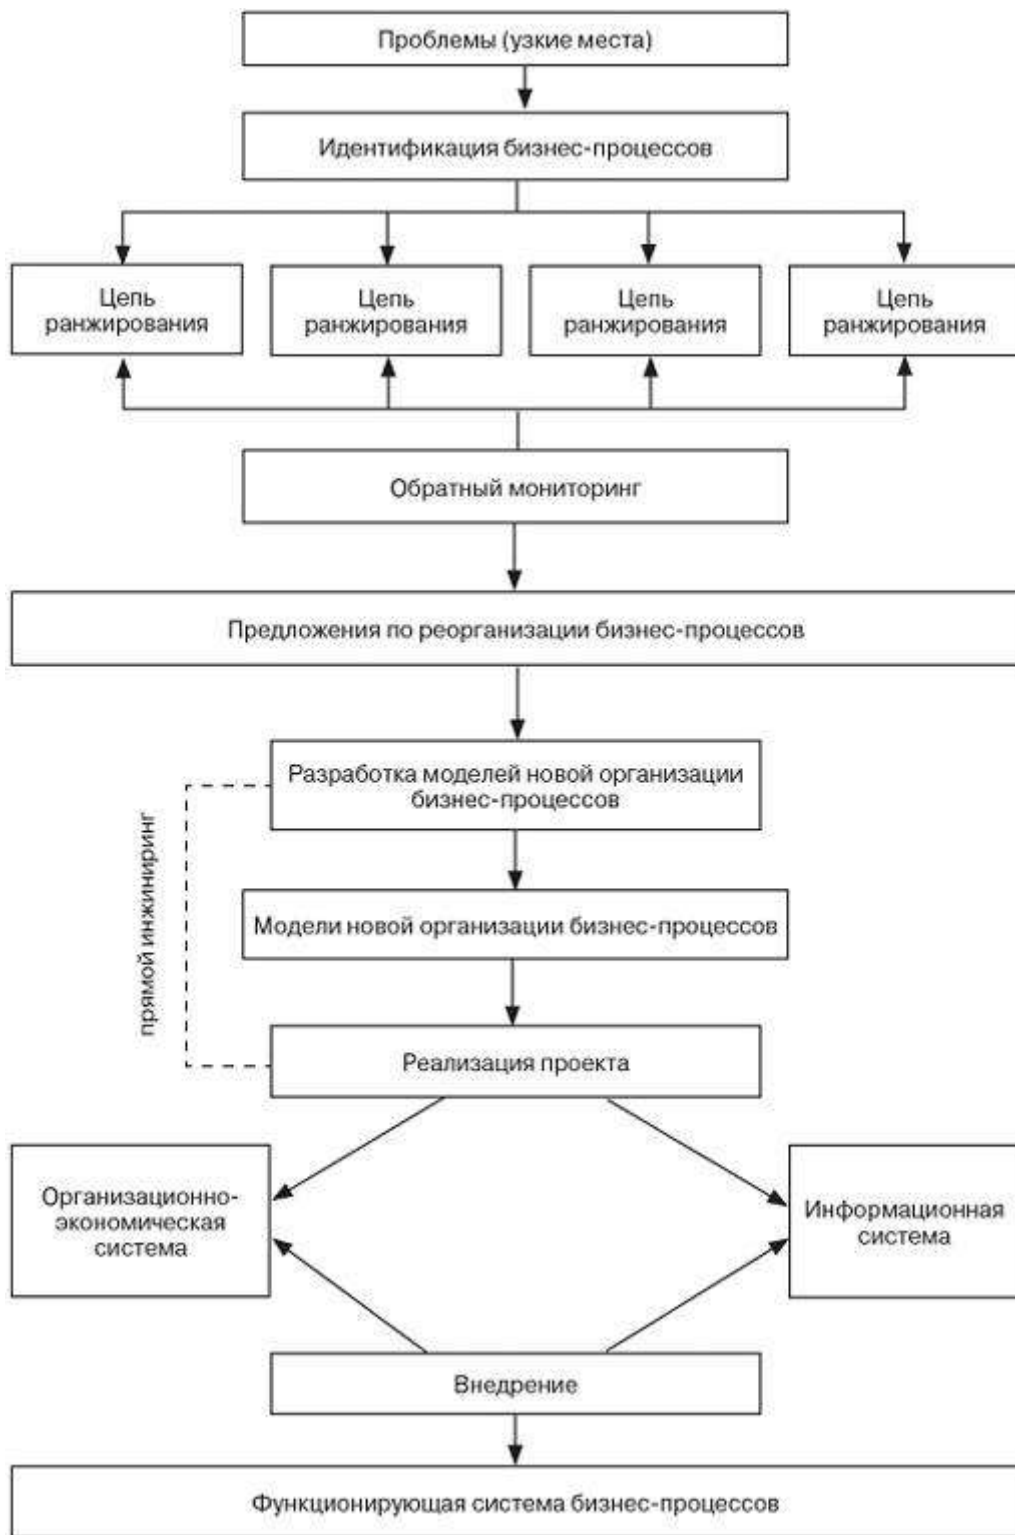 Проблемы (узкие места)
Идентификация бизнес-процессов
Цепь
ранжирования
Цепь
ранжирования
Цепь
ранжирования
Цепь
ранжирования
Обратный мониторинг
Предложения по реорганизации бизнес-процессов
Разработка моделей новой организации
бизнес-процессов
прямой инжиниринг
Модели новой организации бизнес-процессов
Реализация проекта
Организационно-
экономическая
система
Информационная
система
Внедрение
Функционирующая система бизнес-процессов